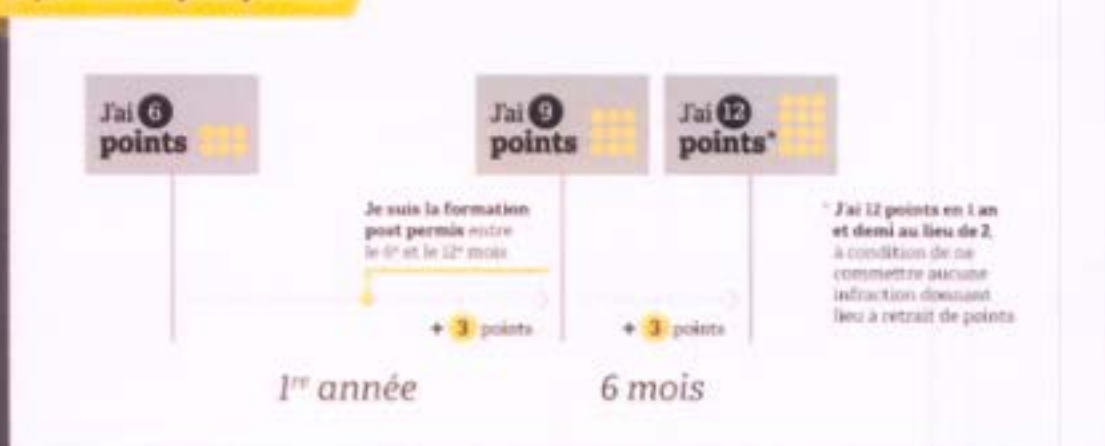 J'ai 6
points
J'ai 9
points
J'ai 12
points*
Je suis la formation
post permis entre
le 6e et le 12e mois
* J'ai 12 points en 1 an
et demi au lieu de 2,
à condition de ne
commettre aucune
infraction donnant
lieu à retrait de points
+ 3 points
+ 3 points
1re année
6 mois